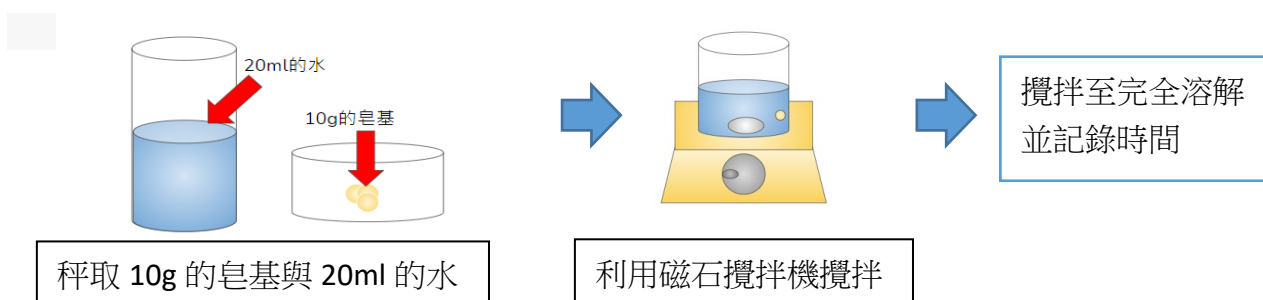 20ml的水
10g的皂基
秤取 10g 的皂基與 20ml 的水
利用磁石攪拌機攪拌
攪拌至完全溶解
並記錄時間